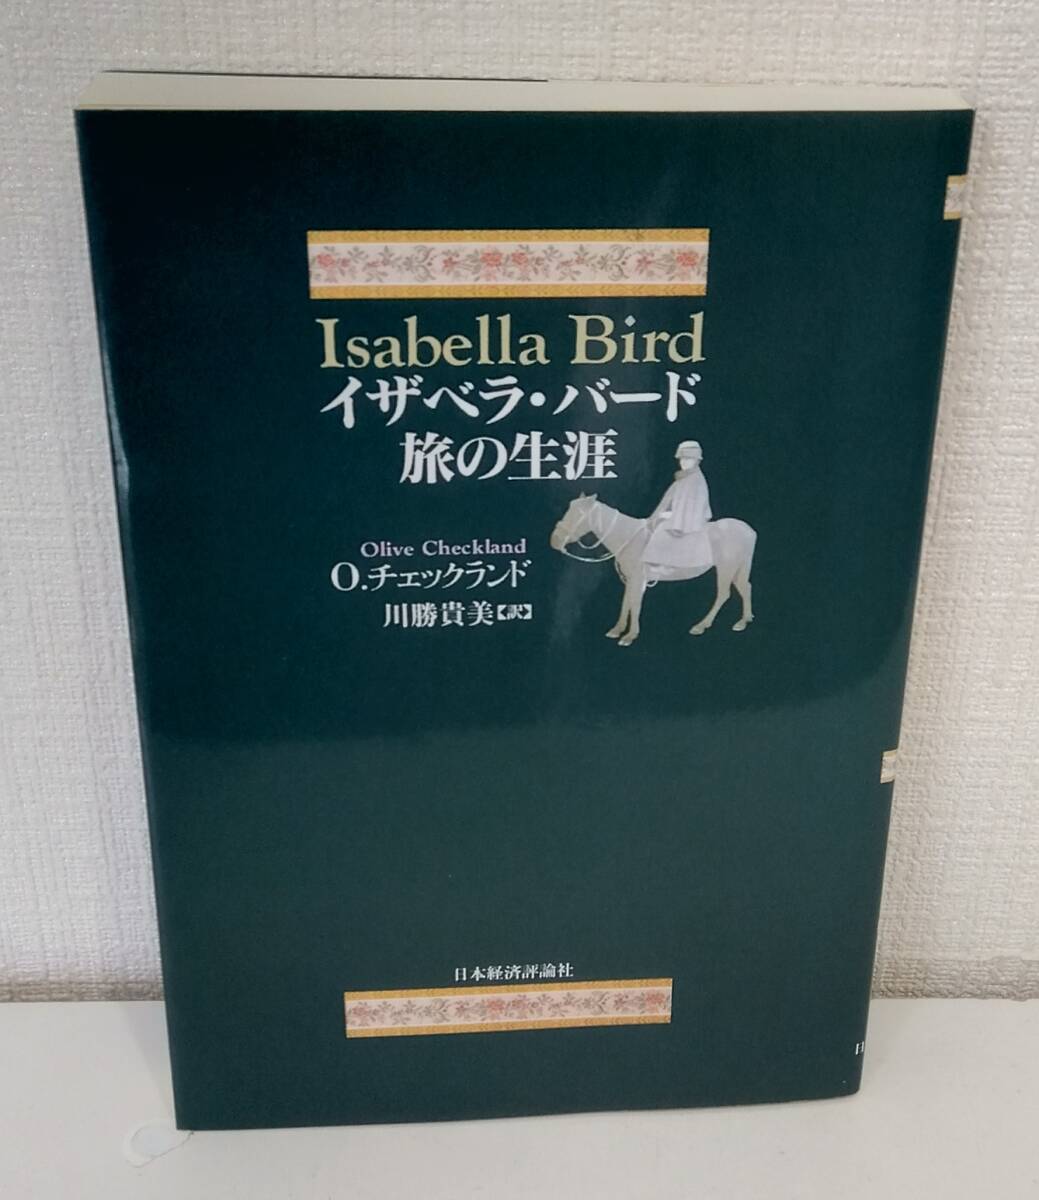 Isabella Bird
イザベラ・バード
旅の生涯
Olive Checkland
O.チェックランド
川勝貴美【訳】
日本経済評論社